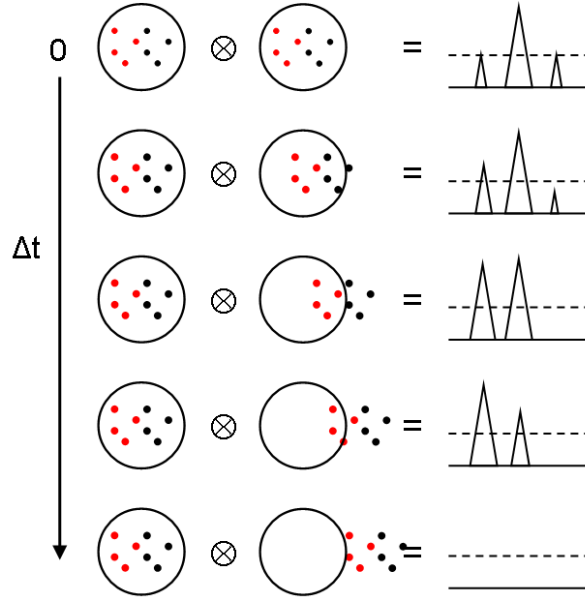 0 ⊗ =
⊗ =
Δt ⊗ =
⊗ =
⊗ =